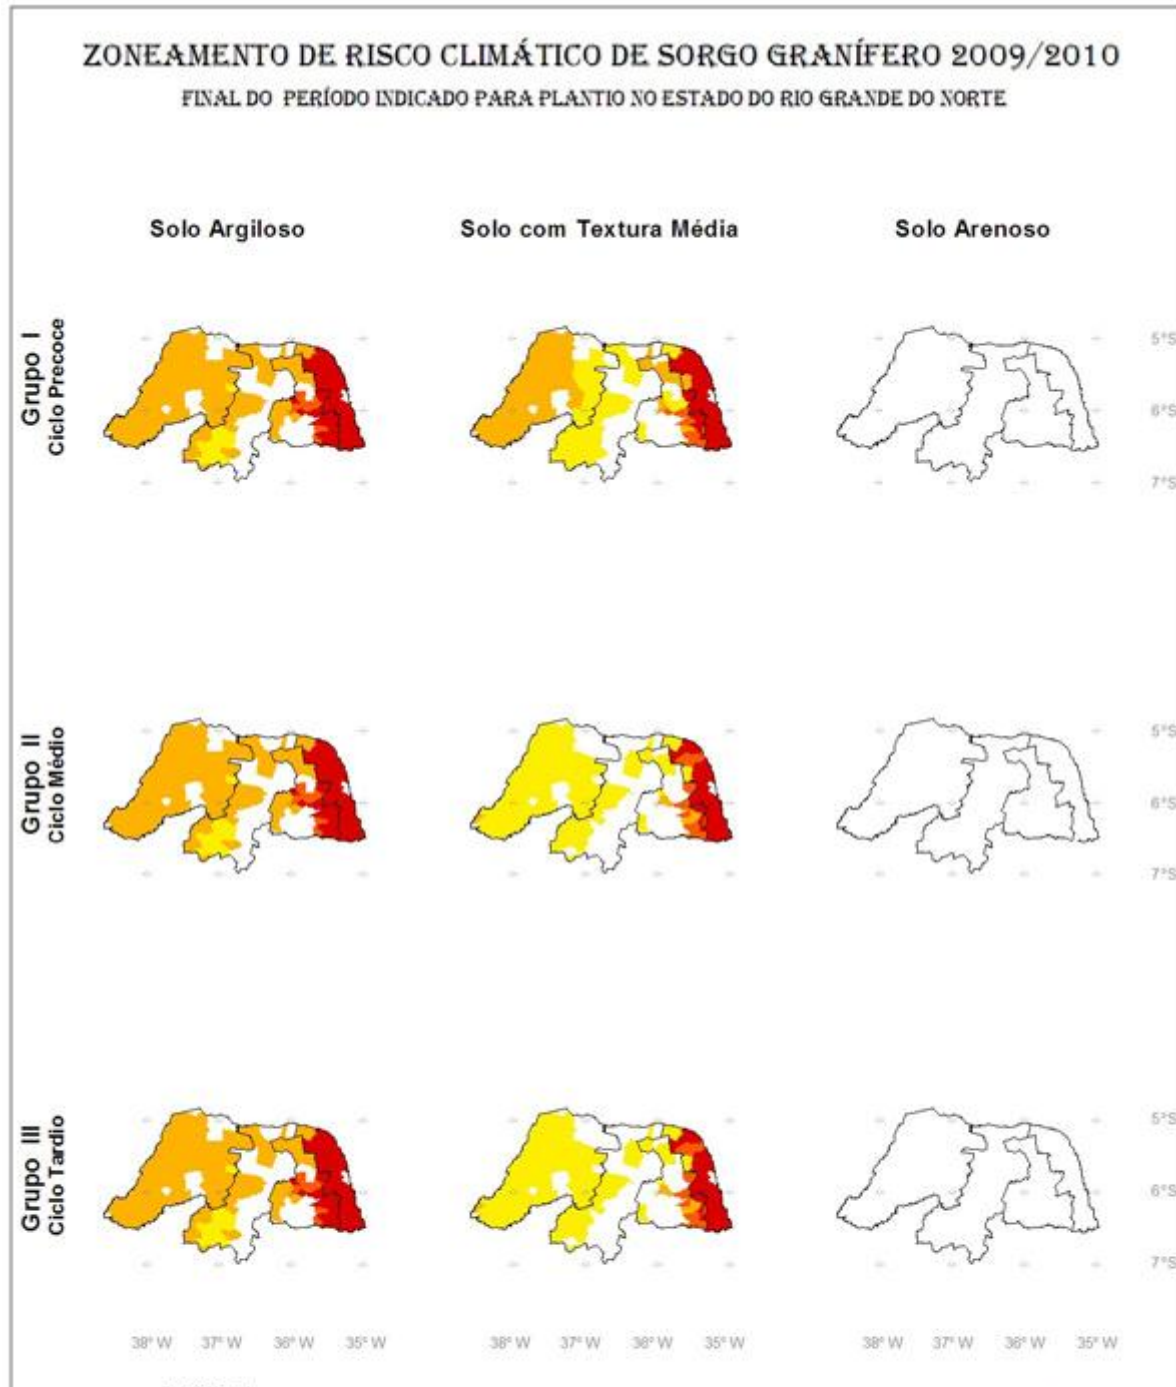 ZONEAMENTO DE RISCO CLIMÁTICO DE SORGO GRANÍFERO 2009/2010
FINAL DO PERÍODO INDICADO PARA PLANTIO NO ESTADO DO RIO GRANDE DO NORTE
Solo Argiloso
Solo com Textura Média
Solo Arenoso
Grupo I
Ciclo Precoce
5°S
6°S
7°S
Grupo II
Ciclo Médio
5°S
6°S
7°S
Grupo III
Ciclo Tardio
5°S
6°S
7°S
38° W 37° W 36° W 35° W
38° W 37° W 36° W 35° W
38° W 37° W 36° W 35° W